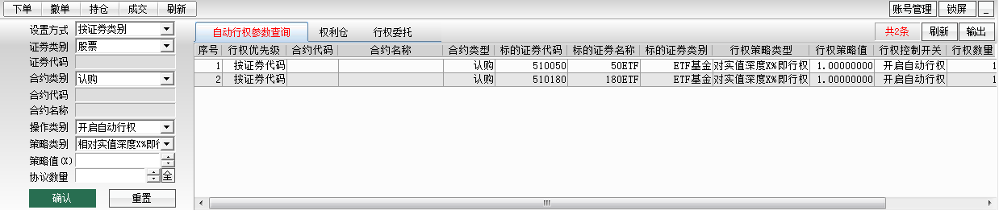 下单 撤单 持仓 成交 刷新 账号管理 锁屏 _
设置方式 按证券类别
证券类别 股票
证券代码
合约类别 认购
合约代码
合约名称
操作类别 开启自动行权
策略类别 相对实值深度X%即行
策略值(X)
协议数量 全
确认 重置
自动行权参数查询 权利仓 行权委托 共2条 刷新 输出
序号 行权优先级 合约代码 合约名称 合约类型 标的证券代码 标的证券名称 标的证券类别 行权策略类型 行权策略值 行权控制开关 行权数量
1 按证券代码 认购 510050 50ETF ETF基金 对实值深度X%即行权 1.00000000 开启自动行权 1
2 按证券代码 认购 510180 180ETF ETF基金 对实值深度X%即行权 1.00000000 开启自动行权 1